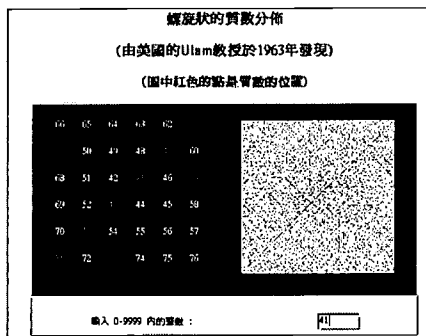 螺旋狀的質數分佈
(由英國的Ulam教授於1963年發現)
(圖中紅色的點是質數的位置)
66 65 64 63 62
50 49 48 60
68 51 42 46
69 52 44 45 58
70 54 55 56 57
72 74 75 76
輸入 0-9999 內的整數 :
41